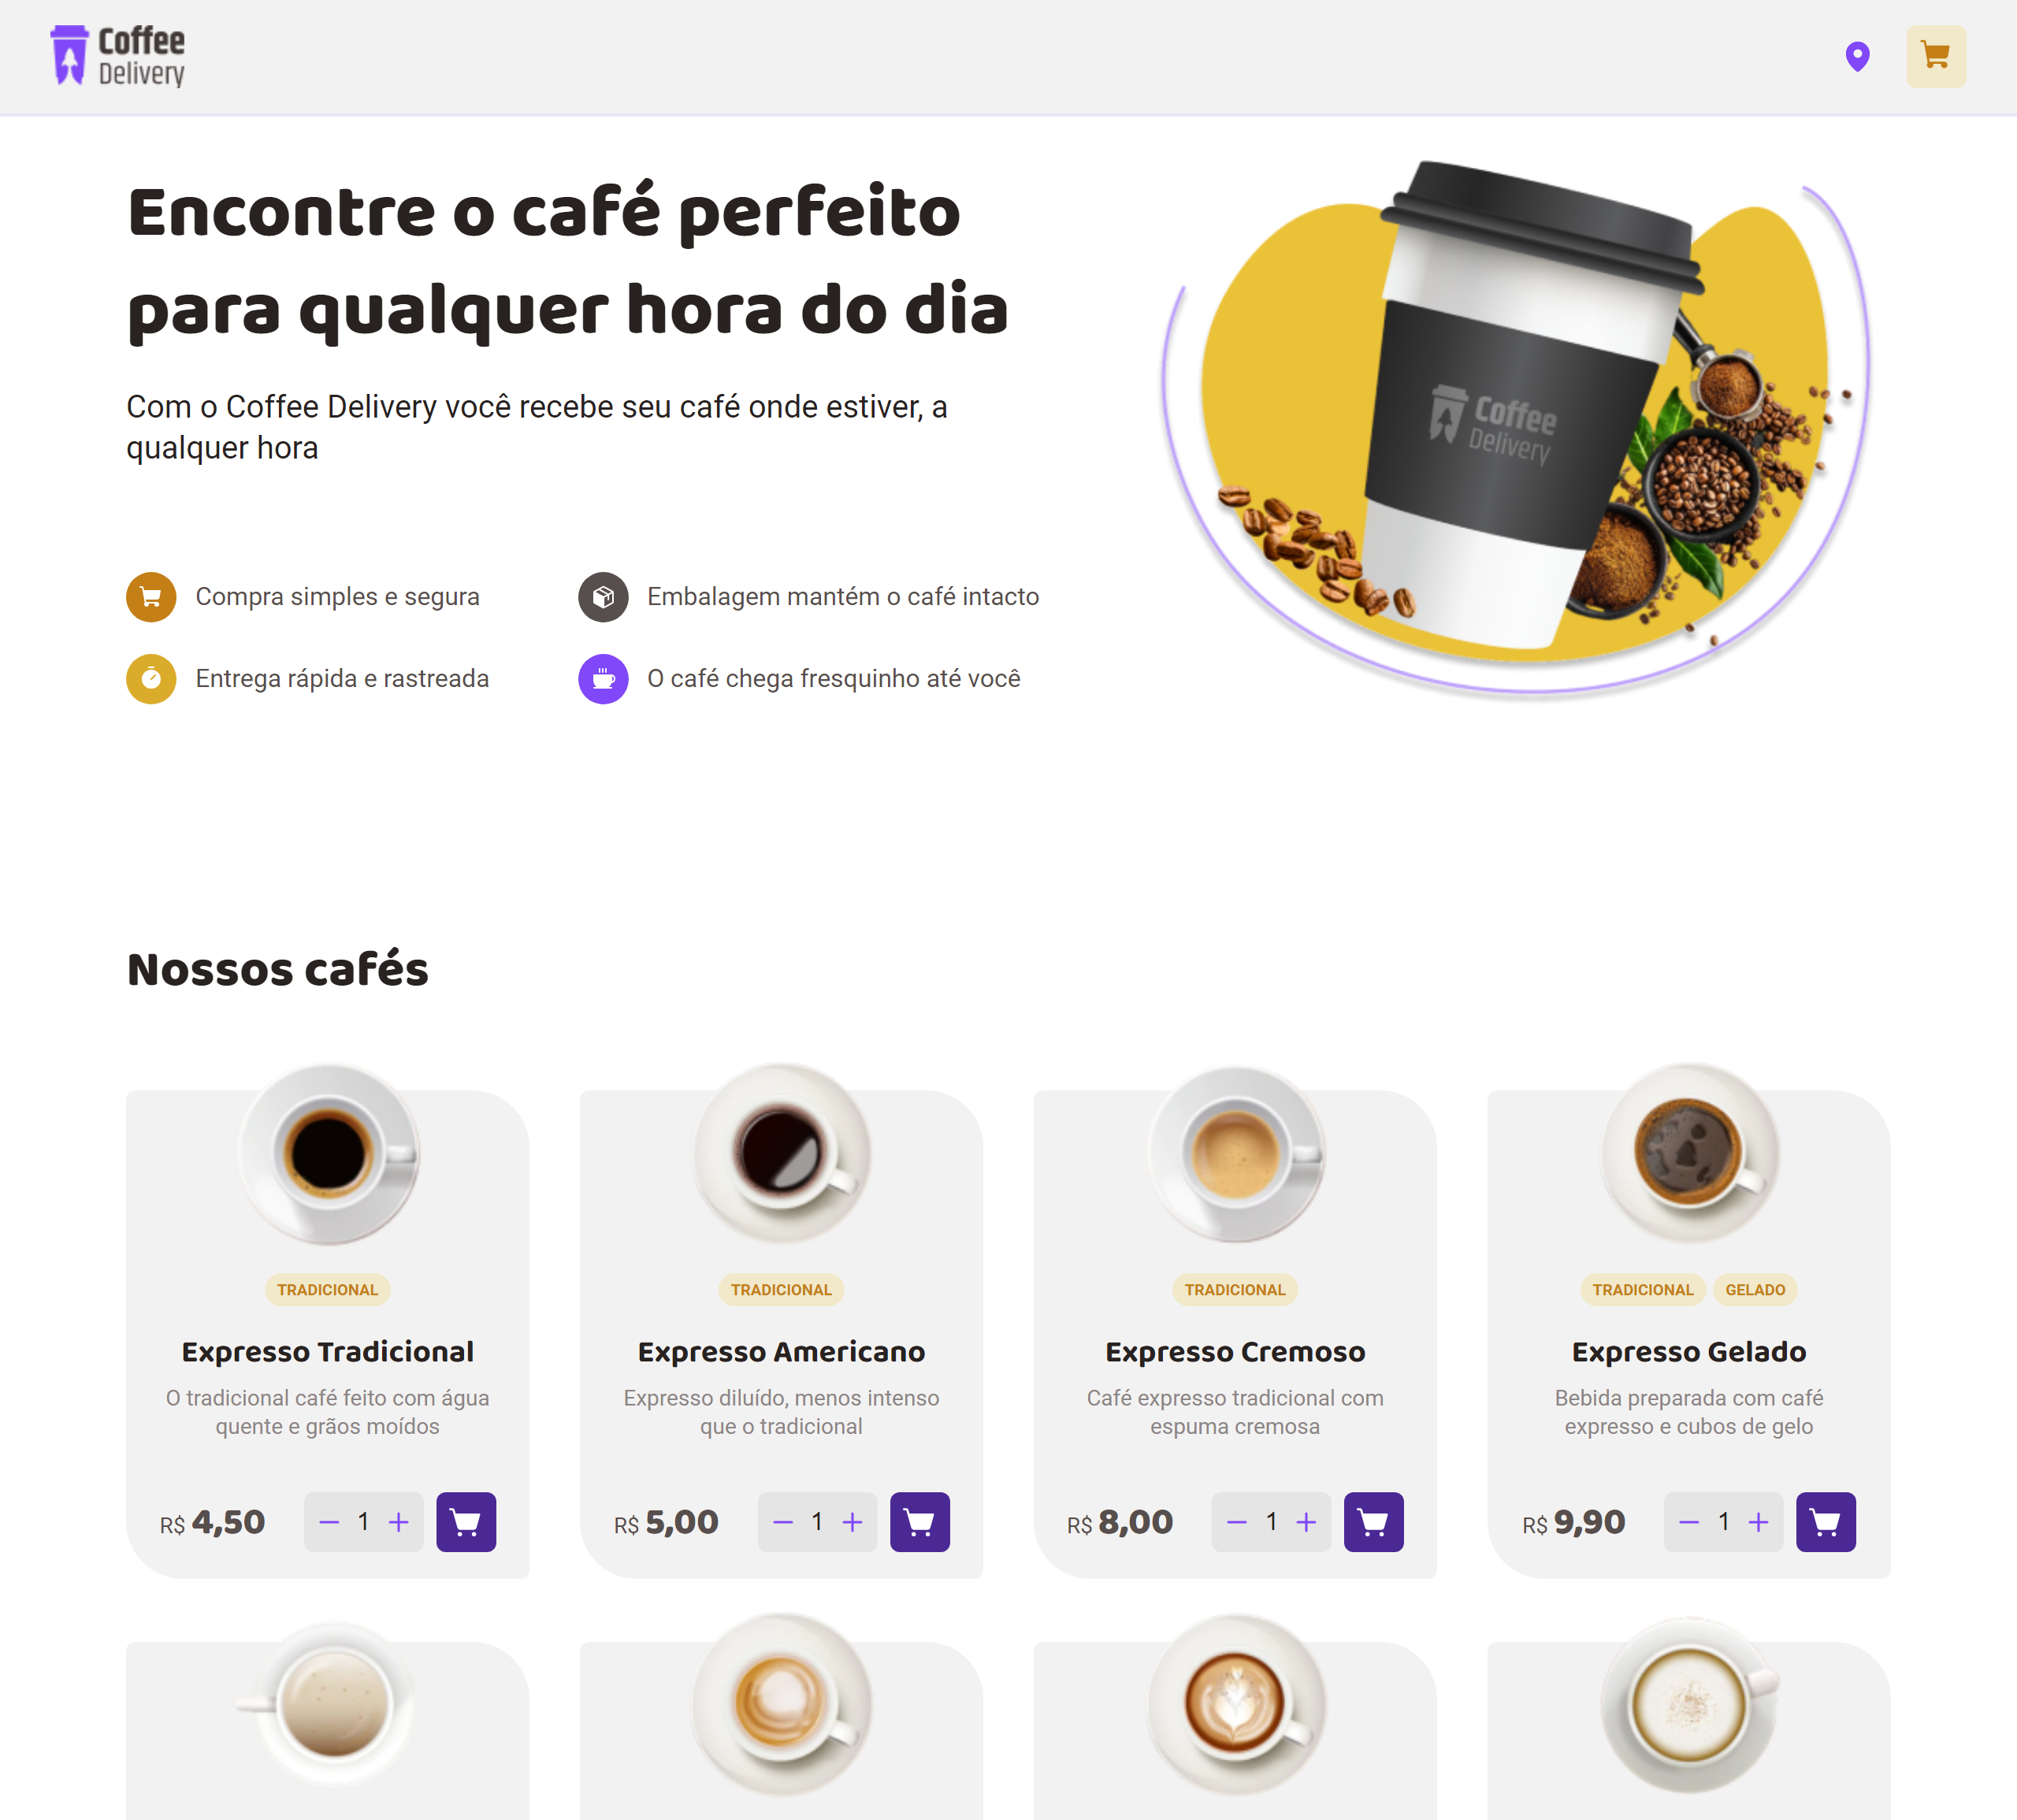 Coffee
Delivery
Encontre o café perfeito
para qualquer hora do dia
Com o Coffee Delivery você recebe seu café onde estiver, a
qualquer hora
Compra simples e segura
Embalagem mantém o café intacto
Entrega rápida e rastreada
O café chega fresquinho até você
Coffee
Delivery
Nossos cafés
TRADICIONAL
Expresso Tradicional
O tradicional café feito com água
quente e grãos moídos
R$ 4,50
1
TRADICIONAL
Expresso Americano
Expresso diluído, menos intenso
que o tradicional
R$ 5,00
1
TRADICIONAL
Expresso Cremoso
Café expresso tradicional com
espuma cremosa
R$ 8,00
1
TRADICIONAL GELADO
Expresso Gelado
Bebida preparada com café
expresso e cubos de gelo
R$ 9,90
1